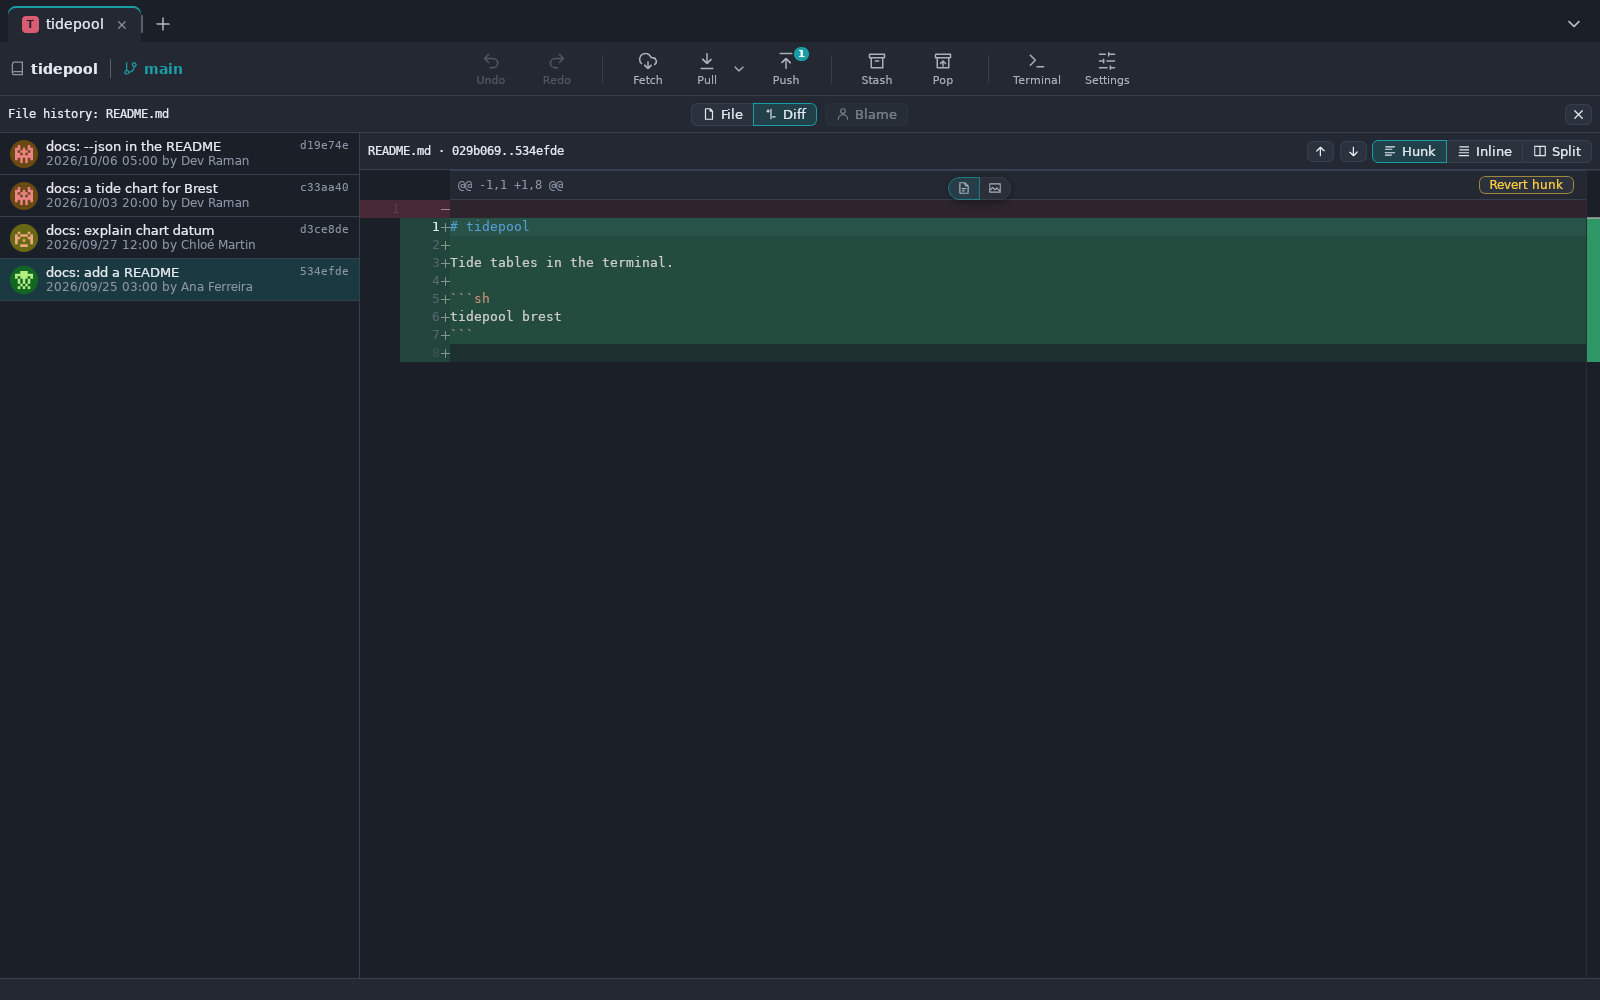 T tidepool
tidepool main
Undo Redo Fetch Pull Push 1 Stash Pop Terminal Settings
File history: README.md
File Diff Blame
docs: --json in the README d19e74e
2026/10/06 05:00 by Dev Raman
docs: a tide chart for Brest c33aa40
2026/10/03 20:00 by Dev Raman
docs: explain chart datum d3ce8de
2026/09/27 12:00 by Chloé Martin
docs: add a README 534efde
2026/09/25 03:00 by Ana Ferreira
README.md · 029b069..534efde
Hunk Inline Split
@@ -1,1 +1,8 @@ Revert hunk
1 −
1+# tidepool
2+
3+Tide tables in the terminal.
4+
5+```sh
6+tidepool brest
7+```
8+